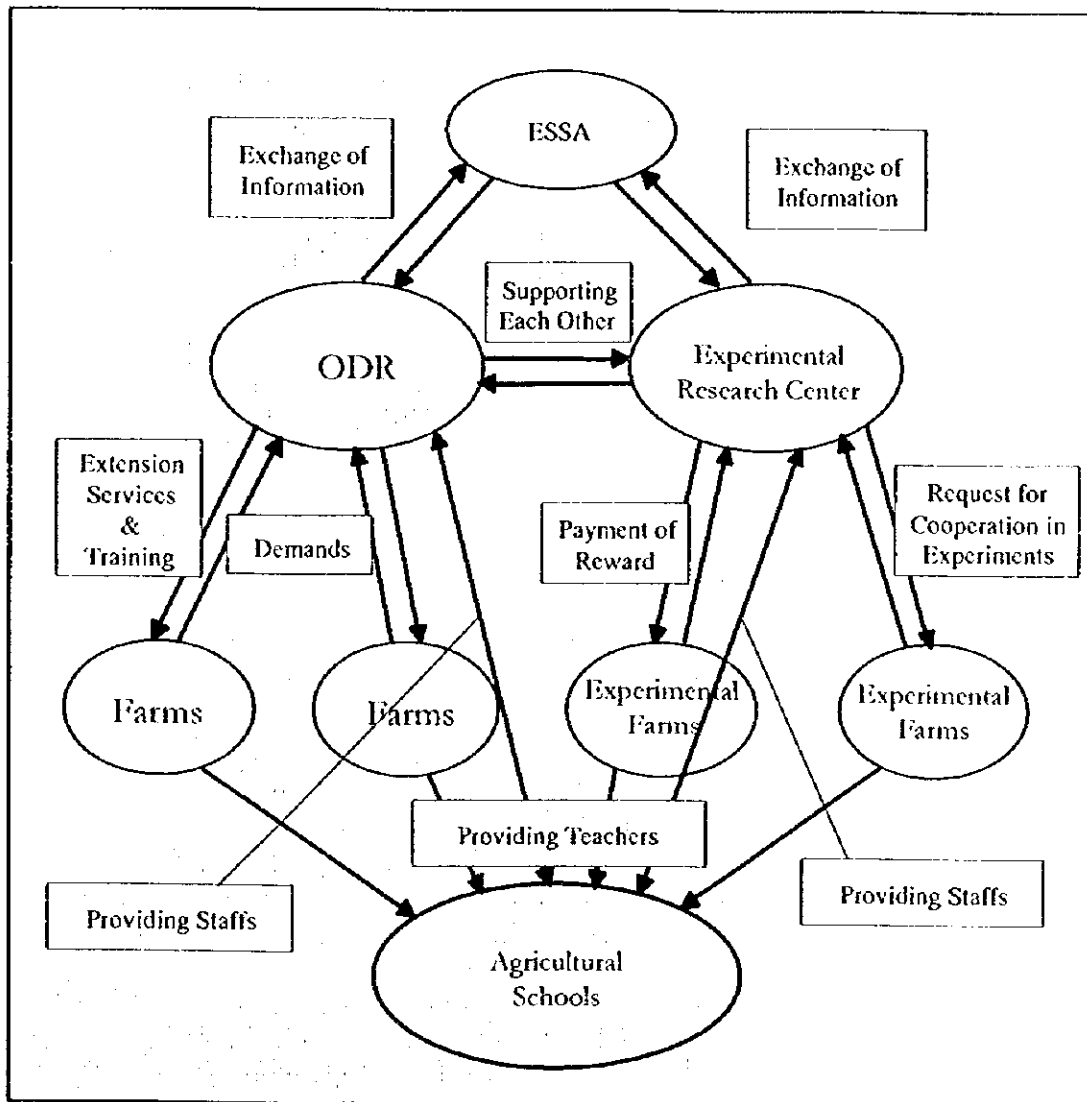 ESSA
Exchange of
Information
Exchange of
Information
Supporting
Each Other
ODR
Experimental
Research Center
Extension
Services
&
Training
Demands
Payment of
Reward
Request for
Cooperation in
Experiments
Farms
Farms
Experimental
Farms
Experimental
Farms
Providing Teachers
Providing Staffs
Providing Staffs
Agricultural
Schools